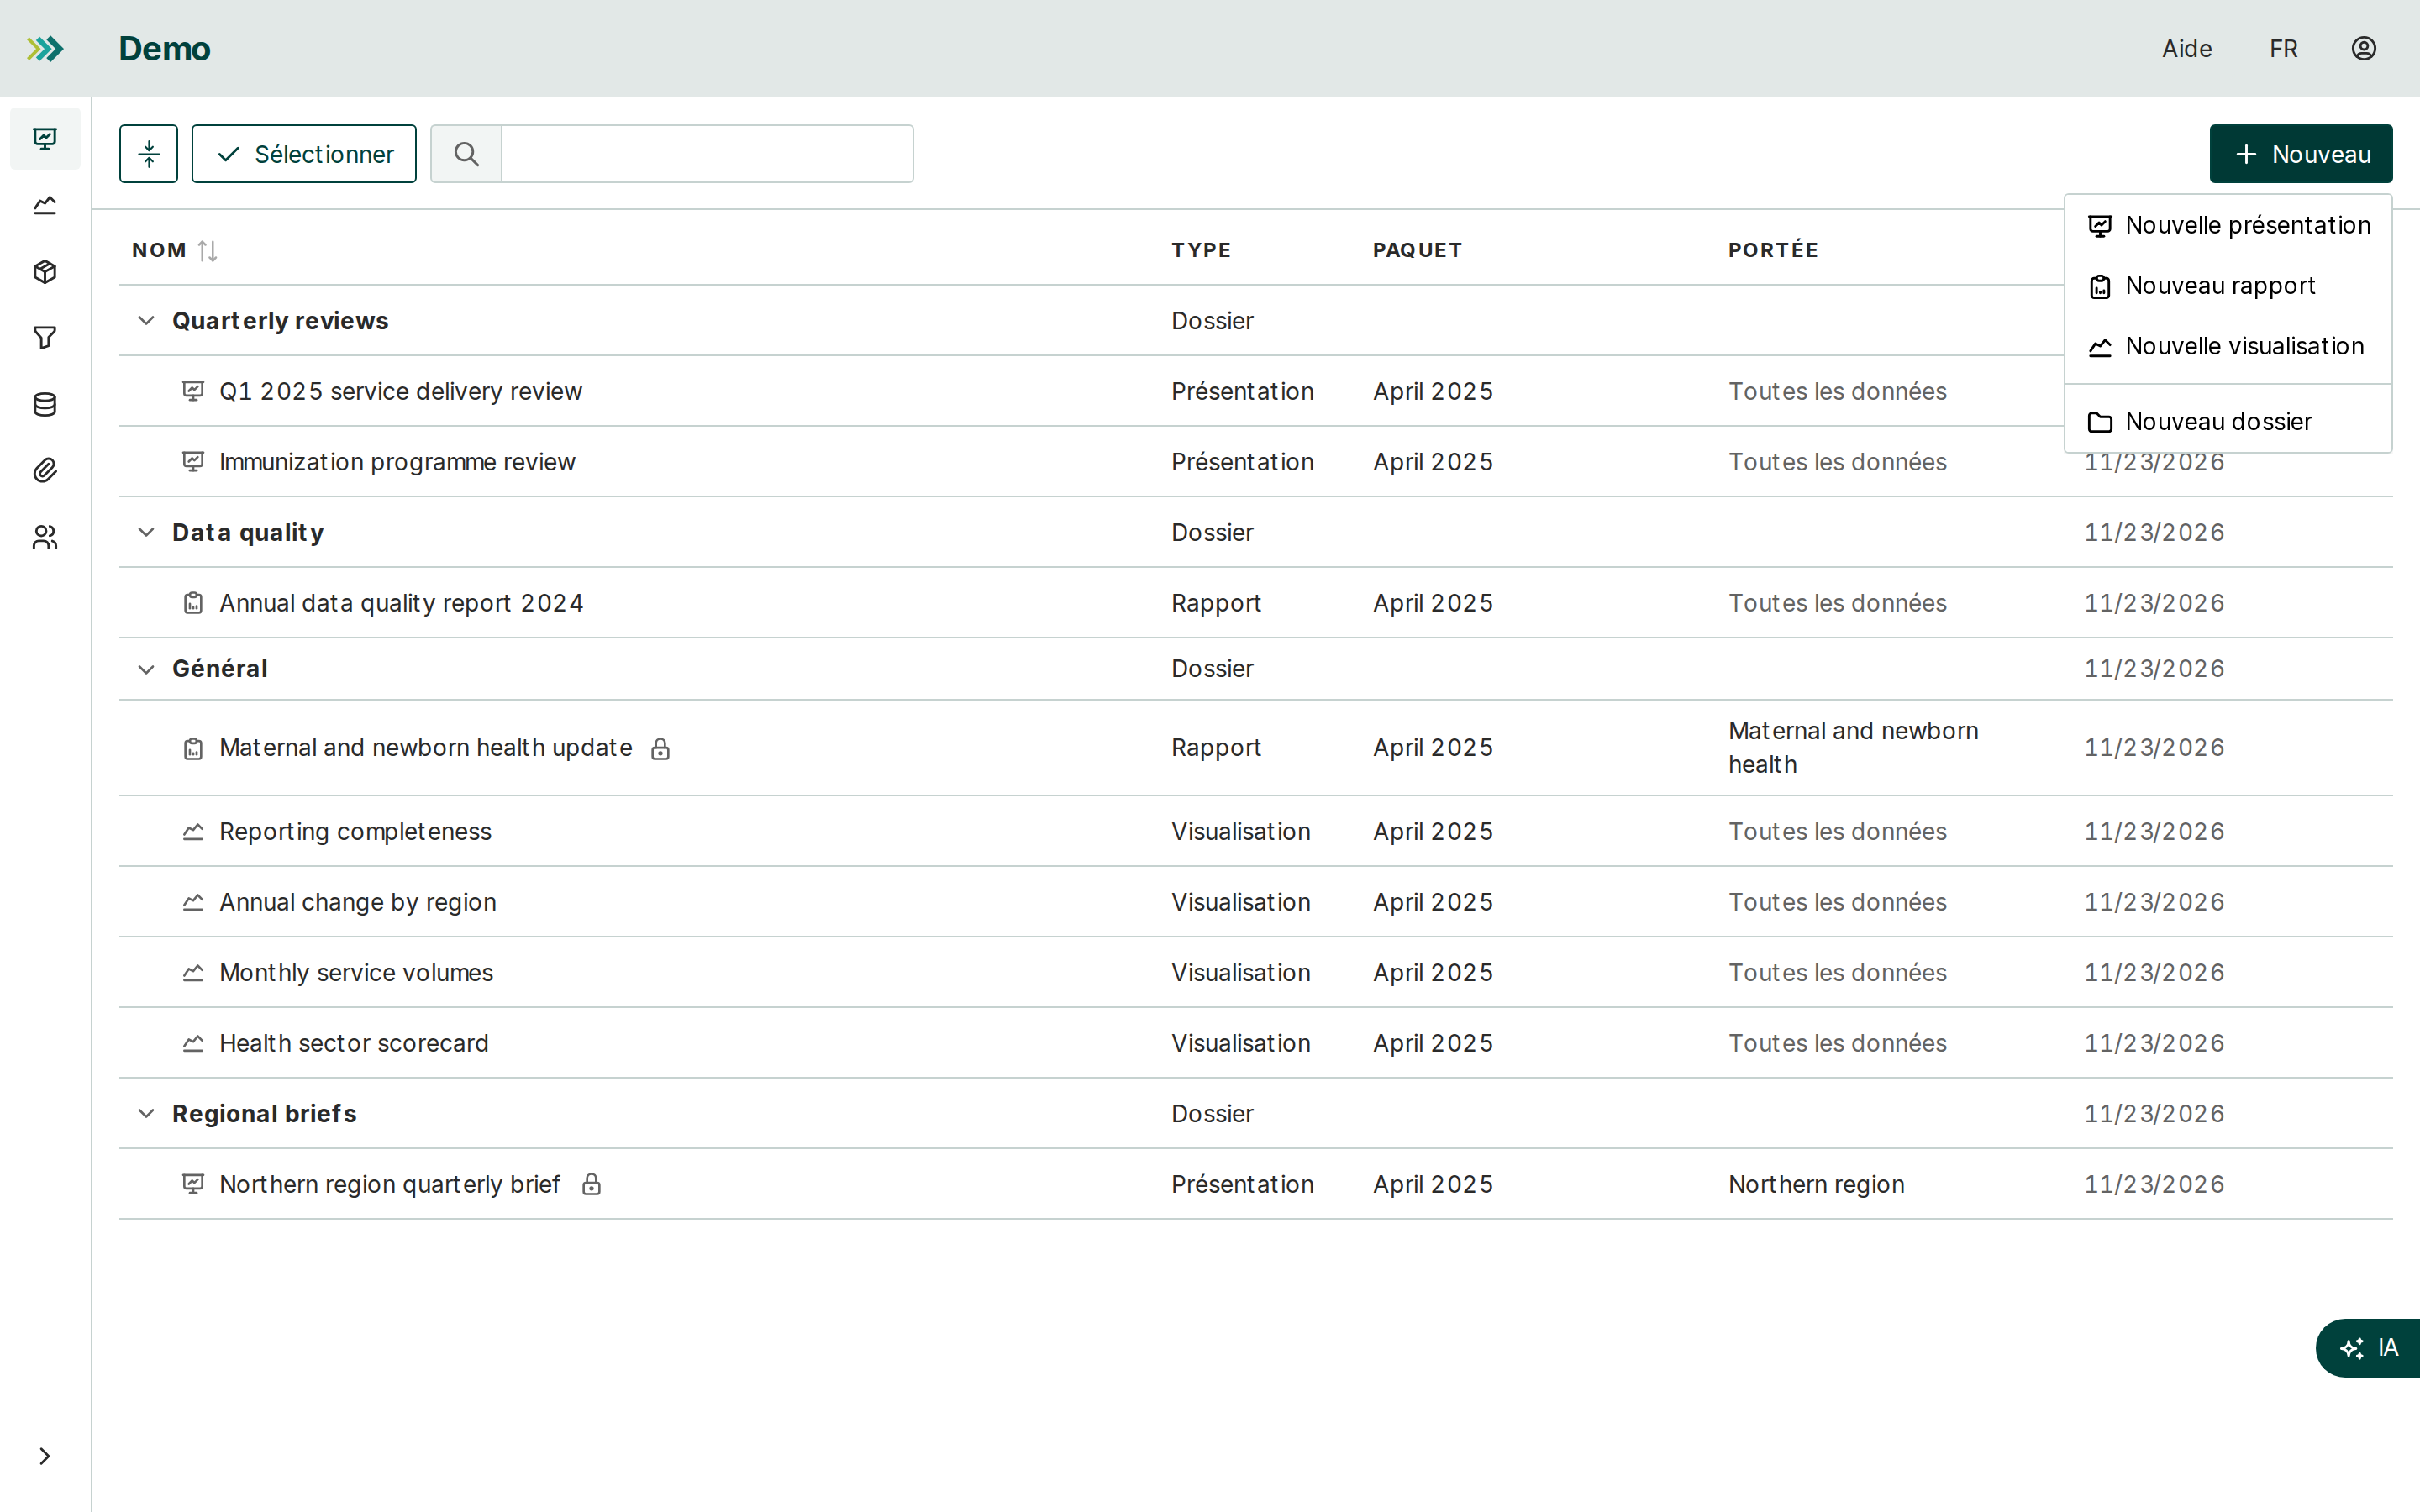 Demo
Aide
FR
Sélectionner
Nouveau
Nouvelle présentation
Nouveau rapport
Nouvelle visualisation
Nouveau dossier
NOM TYPE PAQUET PORTÉE
Quarterly reviews Dossier
Q1 2025 service delivery review Présentation April 2025 Toutes les données
Immunization programme review Présentation April 2025 Toutes les données 11/23/2026
Data quality Dossier 11/23/2026
Annual data quality report 2024 Rapport April 2025 Toutes les données 11/23/2026
Général Dossier 11/23/2026
Maternal and newborn health update Rapport April 2025 Maternal and newborn
health 11/23/2026
Reporting completeness Visualisation April 2025 Toutes les données 11/23/2026
Annual change by region Visualisation April 2025 Toutes les données 11/23/2026
Monthly service volumes Visualisation April 2025 Toutes les données 11/23/2026
Health sector scorecard Visualisation April 2025 Toutes les données 11/23/2026
Regional briefs Dossier 11/23/2026
Northern region quarterly brief Présentation April 2025 Northern region 11/23/2026
IA